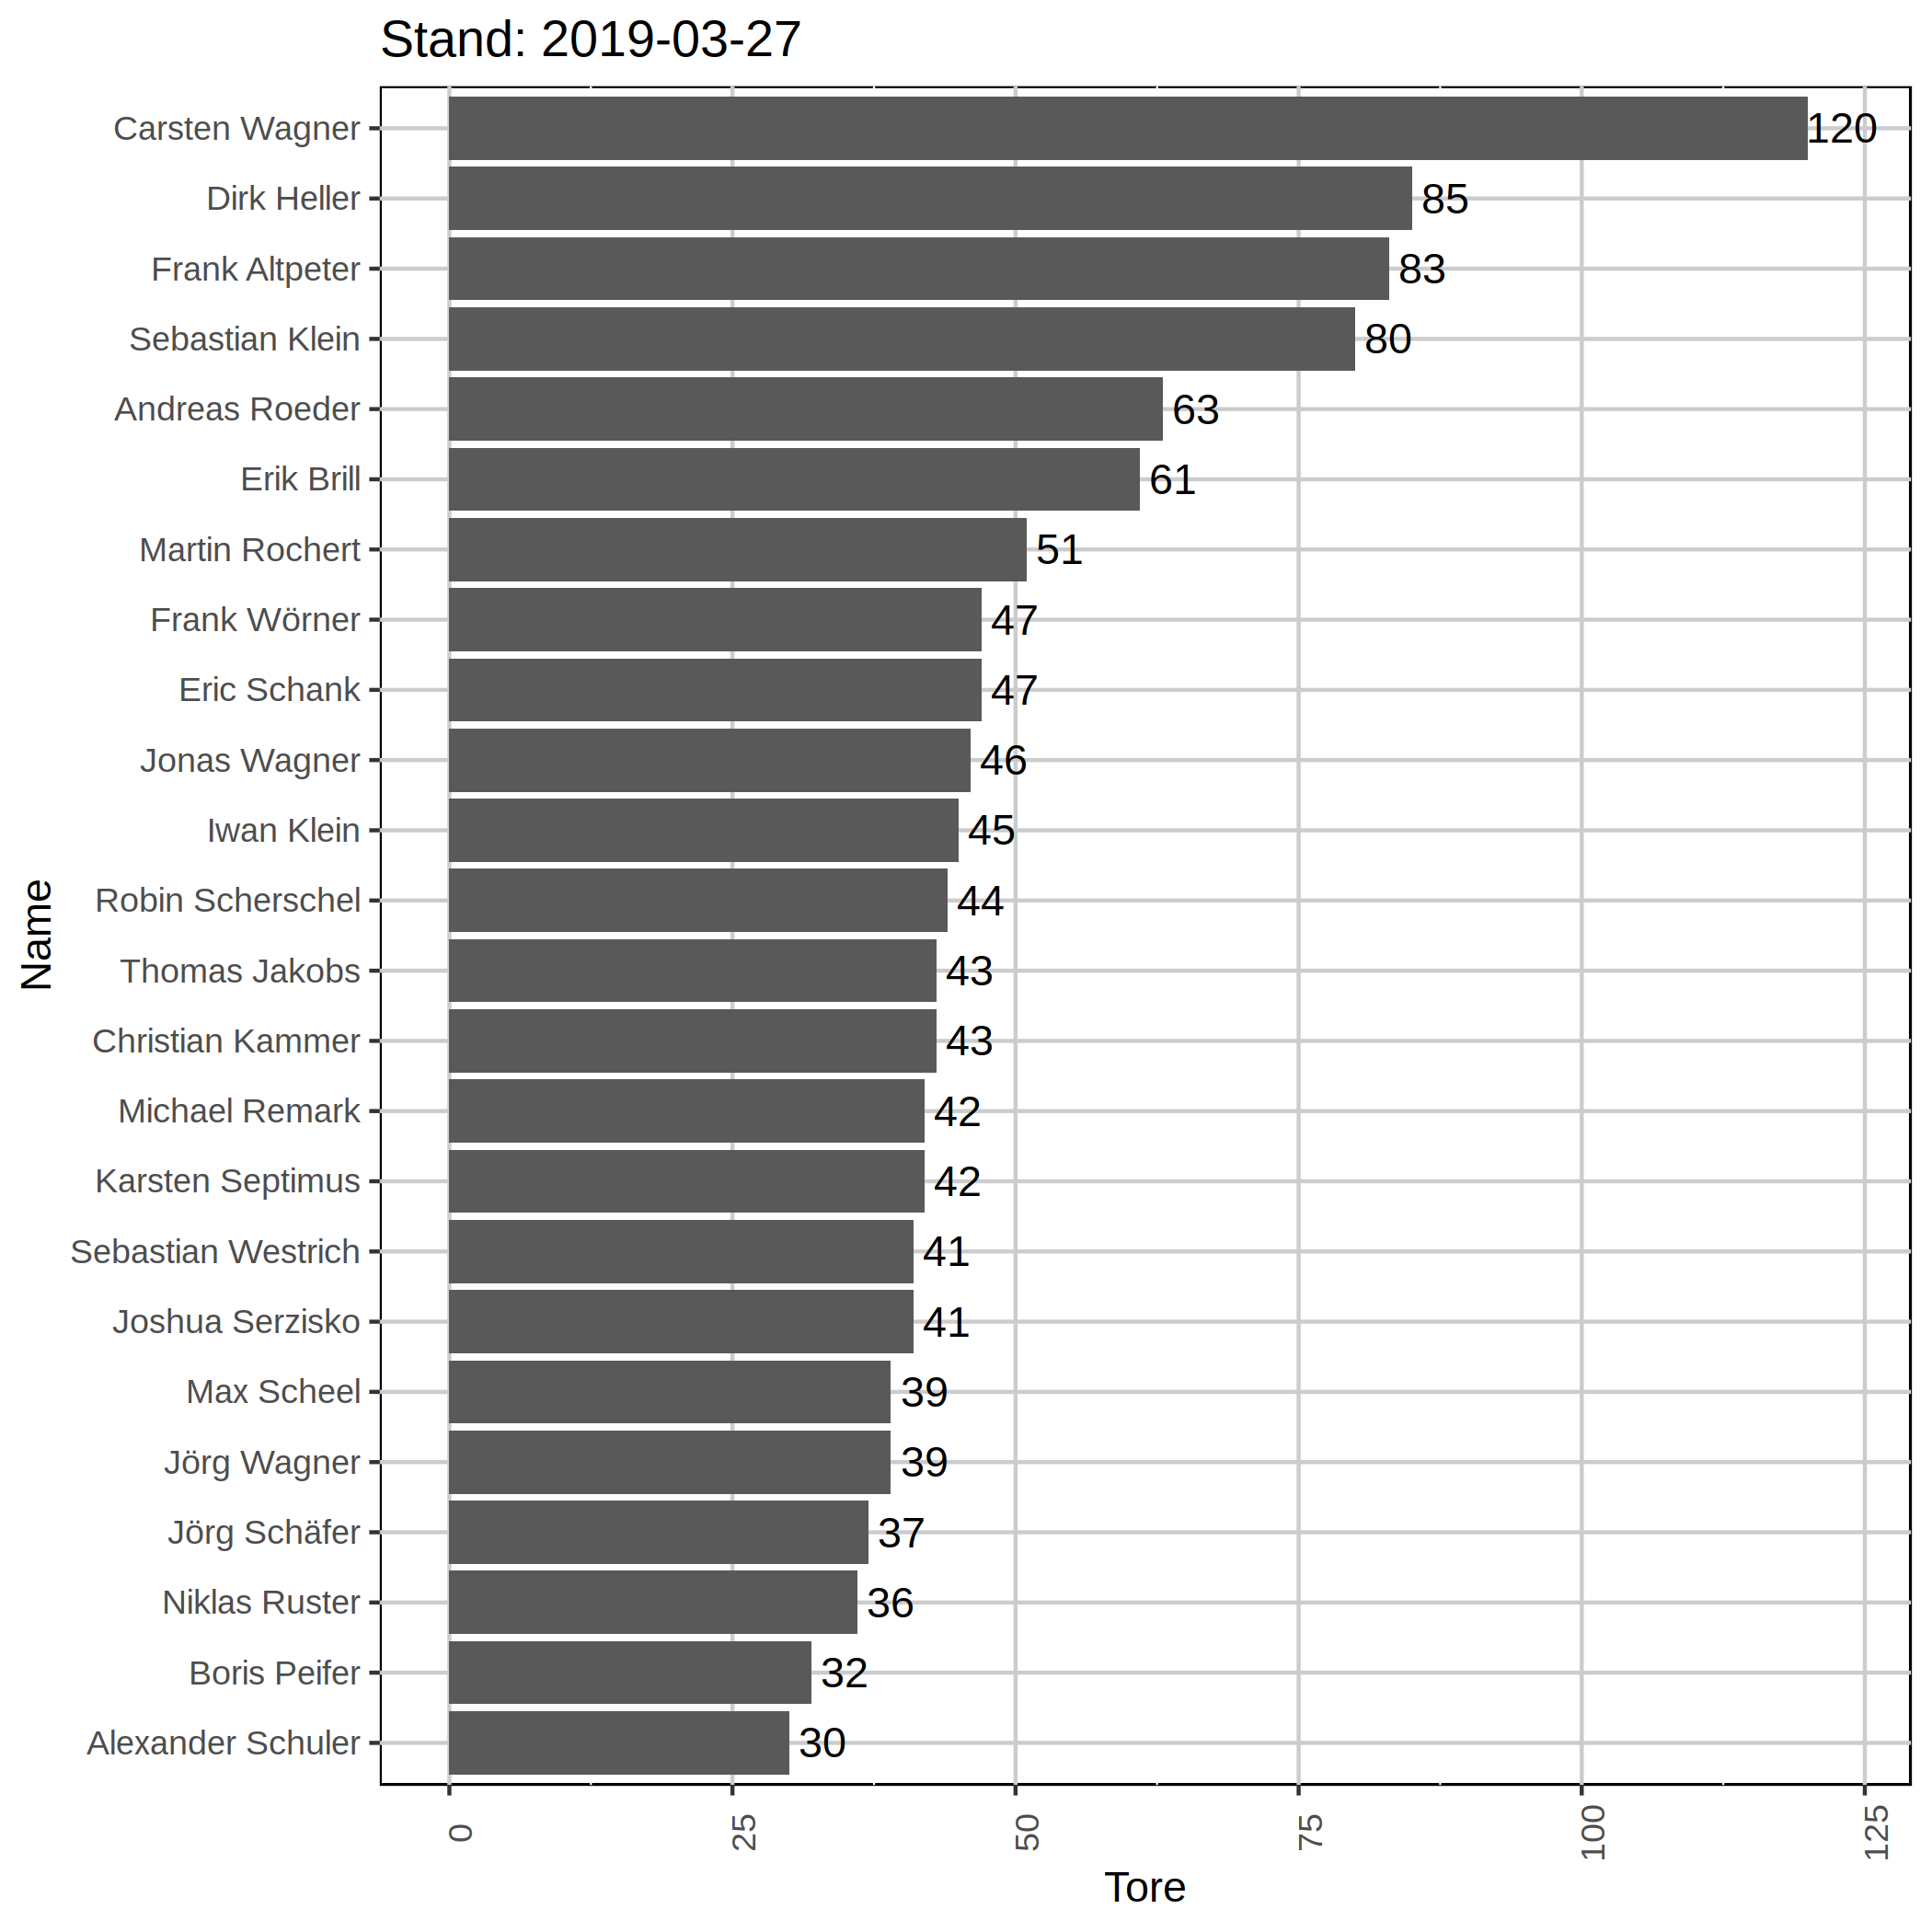 Stand: 2019-03-27
Carsten Wagner 120
Dirk Heller 85
Frank Altpeter 83
Sebastian Klein 80
Andreas Roeder 63
Erik Brill 61
Martin Rochert 51
Frank Wörner 47
Eric Schank 47
Jonas Wagner 46
Iwan Klein 45
Robin Scherschel 44
Thomas Jakobs 43
Christian Kammer 43
Michael Remark 42
Karsten Septimus 42
Sebastian Westrich 41
Joshua Serzisko 41
Max Scheel 39
Jörg Wagner 39
Jörg Schäfer 37
Niklas Ruster 36
Boris Peifer 32
Alexander Schuler 30
Name
0 25 50 75 100 125
Tore